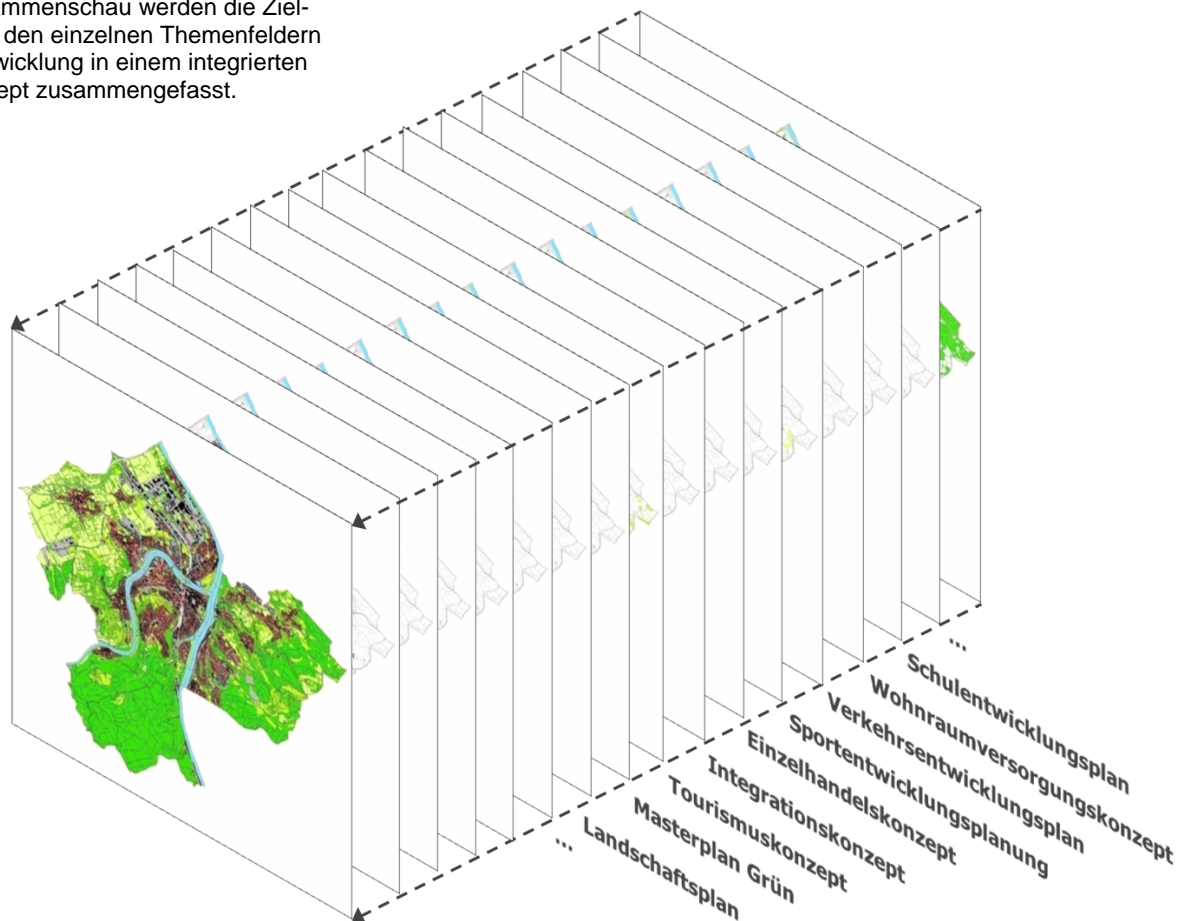 ammenschau werden die Ziel-
den einzelnen Themenfeldern
wicklung in einem integrierten
ept zusammengefasst.
...
Schulentwicklungsplan
Wohnraumversorgungskonzept
Verkehrsentwicklungsplan
Sportentwicklungsplanung
Einzelhandelskonzept
Integrationskonzept
Tourismuskonzept
Masterplan Grün
Landschaftsplan
...